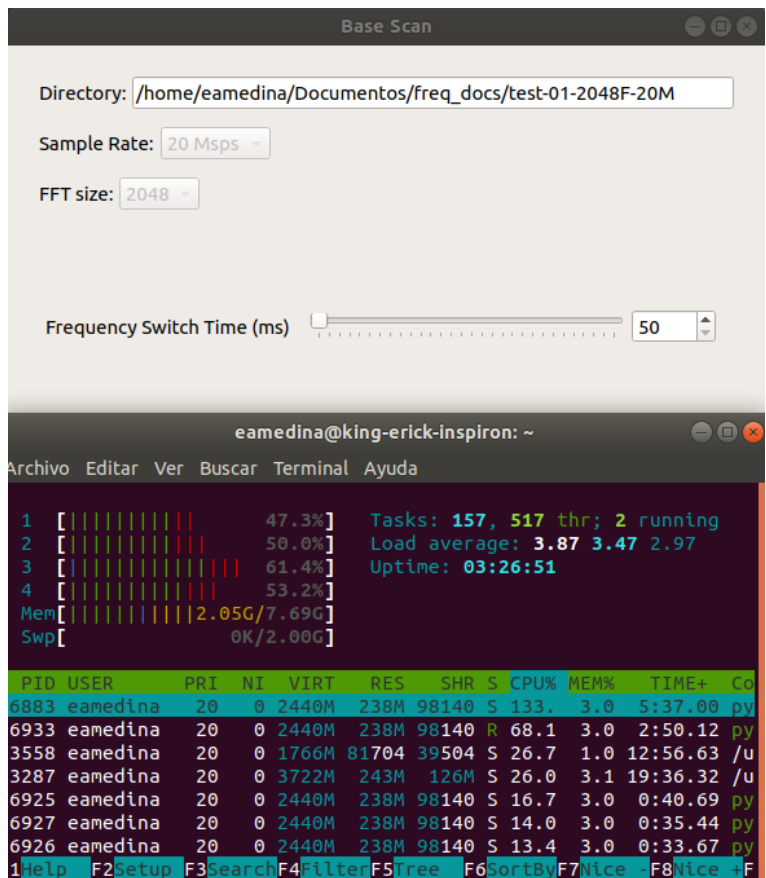 Base Scan
Directory: /home/eamedina/Documentos/freq_docs/test-01-2048F-20M
Sample Rate: 20 Msps
FFT size: 2048
Frequency Switch Time (ms) 50
eamedina@king-erick-inspiron: ~
Archivo Editar Ver Buscar Terminal Ayuda
1 [|||||||||||| 47.3%] Tasks: 157, 517 thr; 2 running
2 [||||||||||||| 50.0%] Load average: 3.87 3.47 2.97
3 [|||||||||||||||| 61.4%] Uptime: 03:26:51
4 [|||||||||||||| 53.2%]
Mem[||||||||||||2.05G/7.69G]
Swp[ 0K/2.00G]
PID USER PRI NI VIRT RES SHR S CPU% MEM% TIME+ Co
6883 eamedina 20 0 2440M 238M 98140 S 133. 3.0 5:37.00 py
6933 eamedina 20 0 2440M 238M 98140 R 68.1 3.0 2:50.12 py
3558 eamedina 20 0 1766M 81704 39504 S 26.7 1.0 12:56.63 /u
3287 eamedina 20 0 3722M 243M 126M S 26.0 3.1 19:36.32 /u
6925 eamedina 20 0 2440M 238M 98140 S 16.7 3.0 0:40.69 py
6927 eamedina 20 0 2440M 238M 98140 S 14.0 3.0 0:35.44 py
6926 eamedina 20 0 2440M 238M 98140 S 13.4 3.0 0:33.67 py
1Help F2Setup F3SearchF4FilterF5Tree F6SortByF7Nice -F8Nice +F